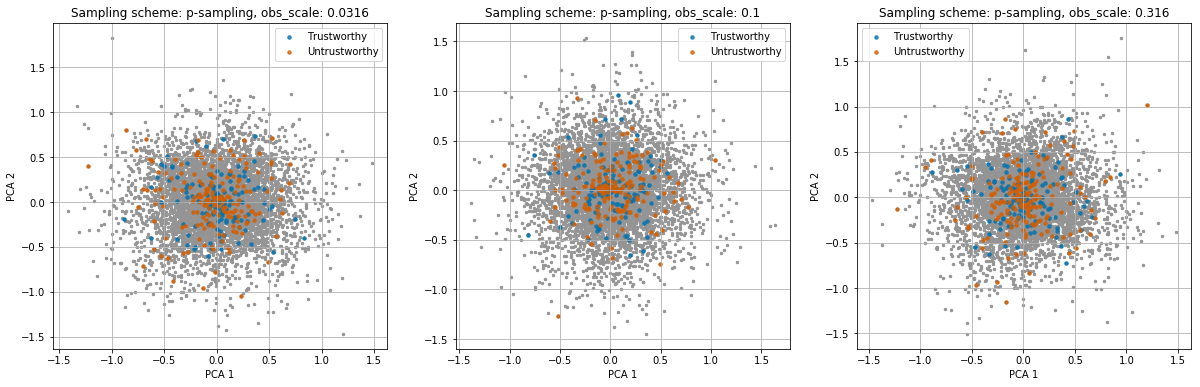 Sampling scheme: p-sampling, obs_scale: 0.0316
Trustworthy
Untrustworthy
1.5
1.0
0.5
0.0
−0.5
−1.0
−1.5
PCA 2
−1.5 −1.0 −0.5 0.0 0.5 1.0 1.5
PCA 1
Sampling scheme: p-sampling, obs_scale: 0.1
Trustworthy
Untrustworthy
1.5
1.0
0.5
0.0
−0.5
−1.0
−1.5
PCA 2
−1.5 −1.0 −0.5 0.0 0.5 1.0 1.5
PCA 1
Sampling scheme: p-sampling, obs_scale: 0.316
Trustworthy
Untrustworthy
1.5
1.0
0.5
0.0
−0.5
−1.0
−1.5
PCA 2
−1.5 −1.0 −0.5 0.0 0.5 1.0 1.5
PCA 1